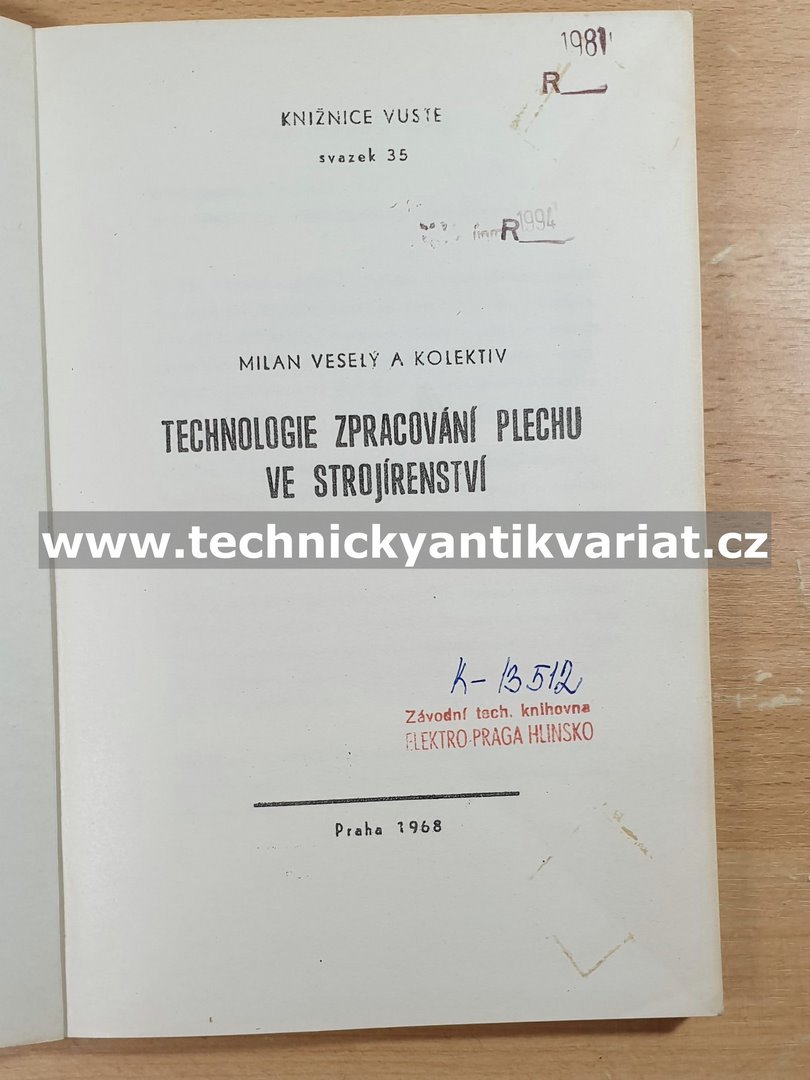 1981
R
KNIŽNICE VUSTE
svazek 35
R 1994
MILAN VESELÝ A KOLEKTIV
TECHNOLOGIE ZPRACOVÁNÍ PLECHU
VE STROJÍRENSTVÍ
www.technickyantikvariat.cz
K-13512
Závodní tech. knihovna
ELEKTRO-PRAGA HLINSKO
Praha 1968